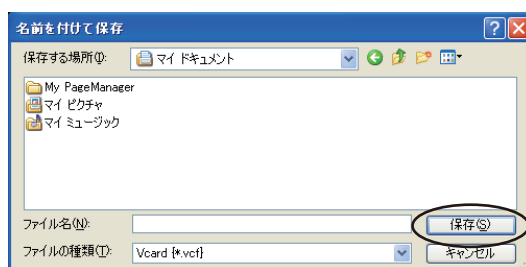 名前を付けて保存
保存する場所(I):
マイ ドキュメント
My PageManager
マイ ピクチャ
マイ ミュージック
ファイル名(N):
保存(S)
ファイルの種類(T):
Vcard {*.vcf}
キャンセル